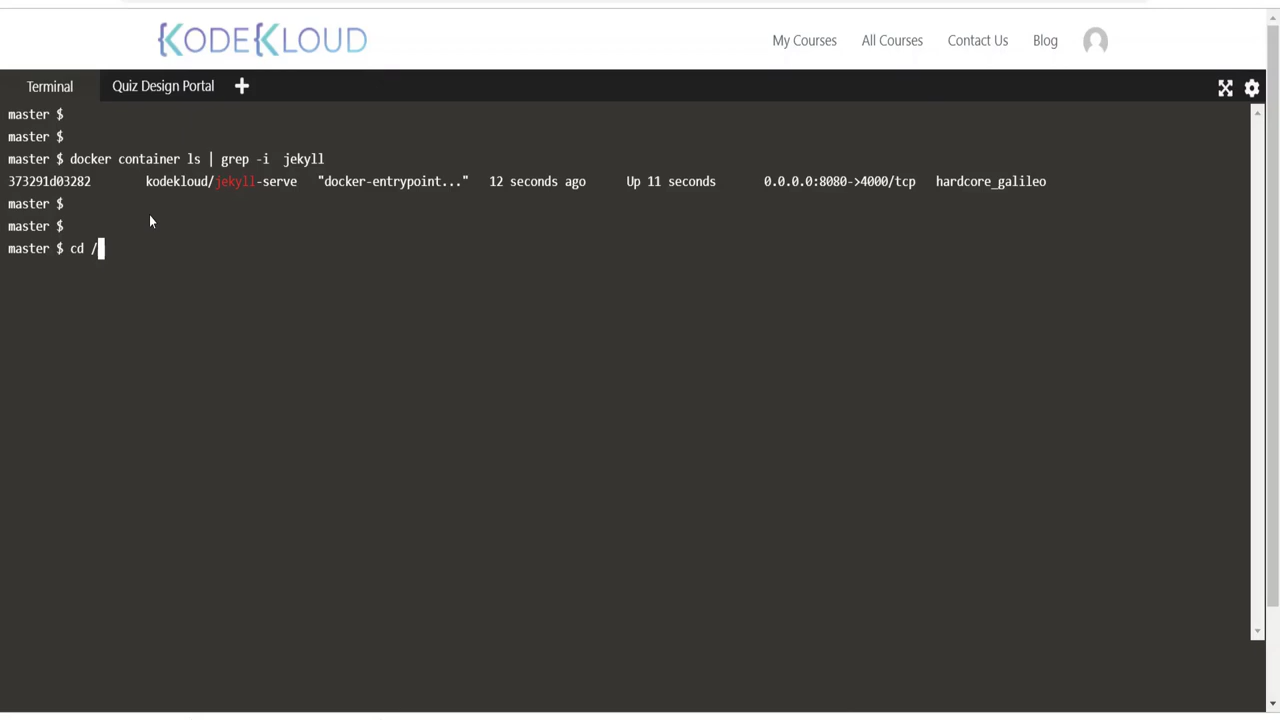 {KODE{KLOUD
My Courses All Courses Contact Us Blog
Terminal Quiz Design Portal +
master $
master $
master $ docker container ls | grep -i  jekyll
373291d03282 kodekloud/jekyll-serve "docker-entrypoint..." 12 seconds ago Up 11 seconds 0.0.0.0:8080->4000/tcp hardcore_galileo
master $
master $
master $ cd /